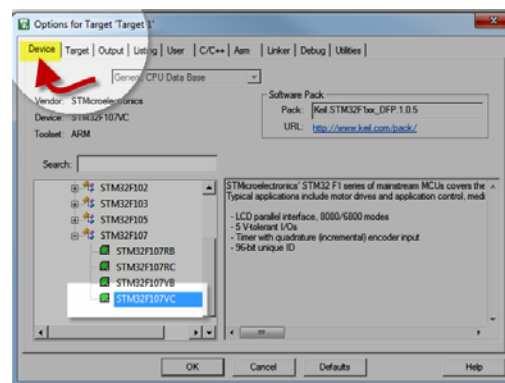 Options for Target 'Target 1'
Device Target Output Listing User C/C++ Asm Linker Debug Utilities
Generic CPU Data Base
Software Pack
Vendor: STMicroelectronics
Pack: Keil.STM32F1xx_DFP.1.0.5
Device: STM32F107VC
URL: http://www.keil.com/pack/
Toolset: ARM
Search:
STM32F102
STM32F103
STM32F105
STM32F107
STM32F107RB
STM32F107RC
STM32F107VB
STM32F107VC
STMicroelectronics' STM32 F1 series of mainstream MCUs covers the
Typical applications include motor drives and application control, medi
- LCD parallel interface, 8080/6800 modes
- 5 V-tolerant I/Os
- Timer with quadrature (incremental) encoder input
- 96-bit unique ID
OK Cancel Defaults Help